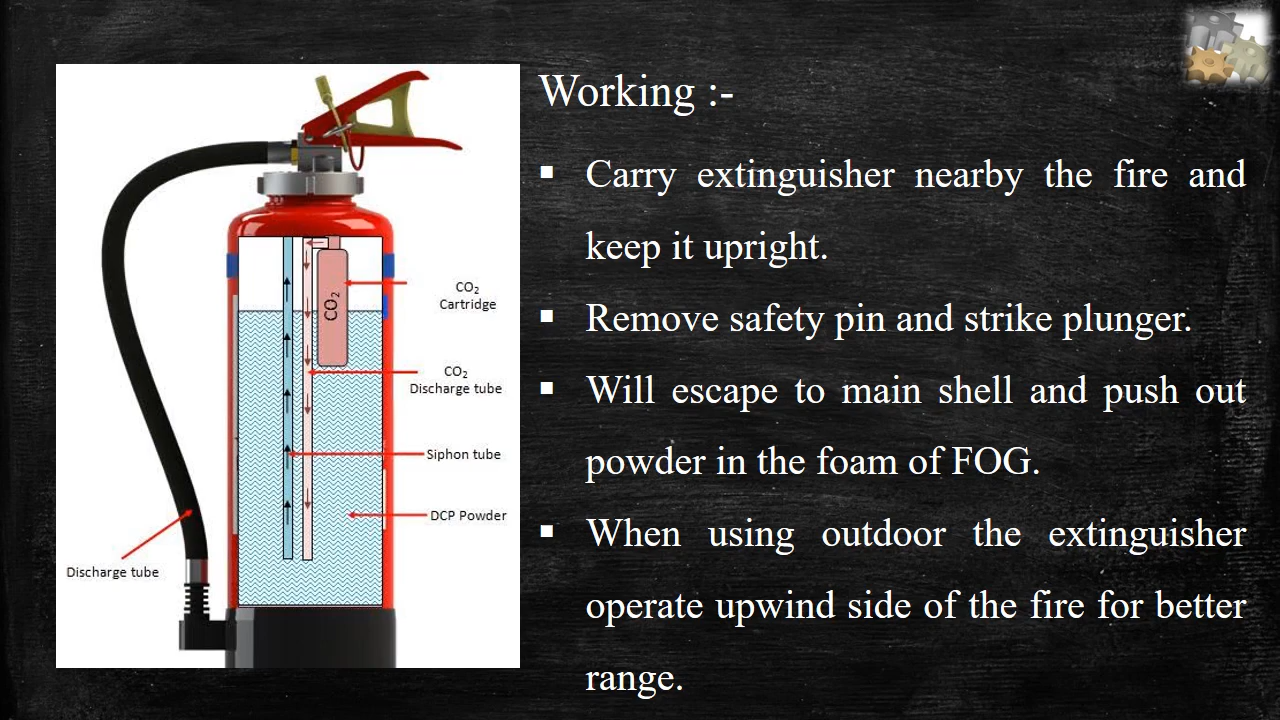 Working :-
▪ Carry extinguisher nearby the fire and
keep it upright.
▪ Remove safety pin and strike plunger.
▪ Will escape to main shell and push out
powder in the foam of FOG.
▪ When using outdoor the extinguisher
operate upwind side of the fire for better
range.
CO₂
CO₂
Cartridge
CO₂
Discharge tube
Siphon tube
DCP Powder
Discharge tube